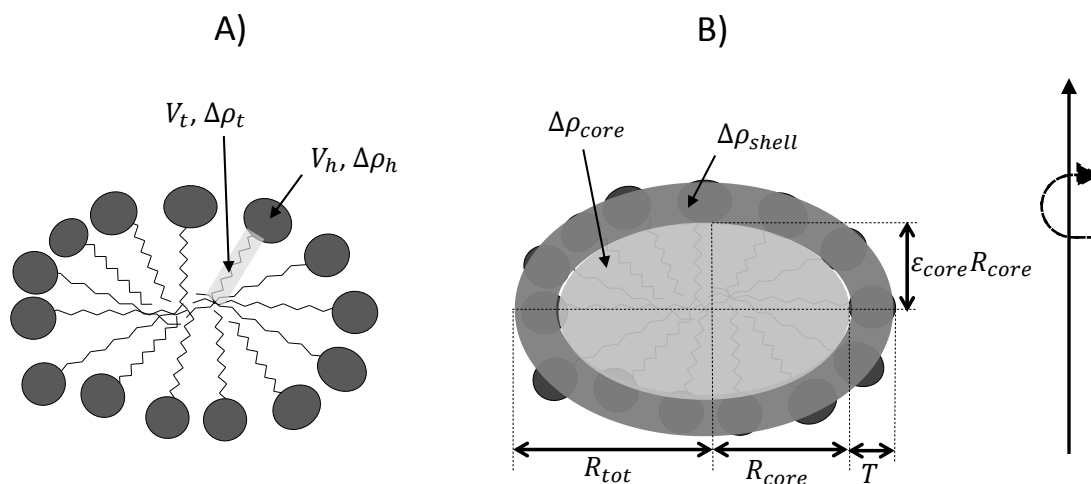 A)
B)
V_t, Δρ_t
V_h, Δρ_h
Δρ_core
Δρ_shell
ε_core R_core
R_tot
R_core
T